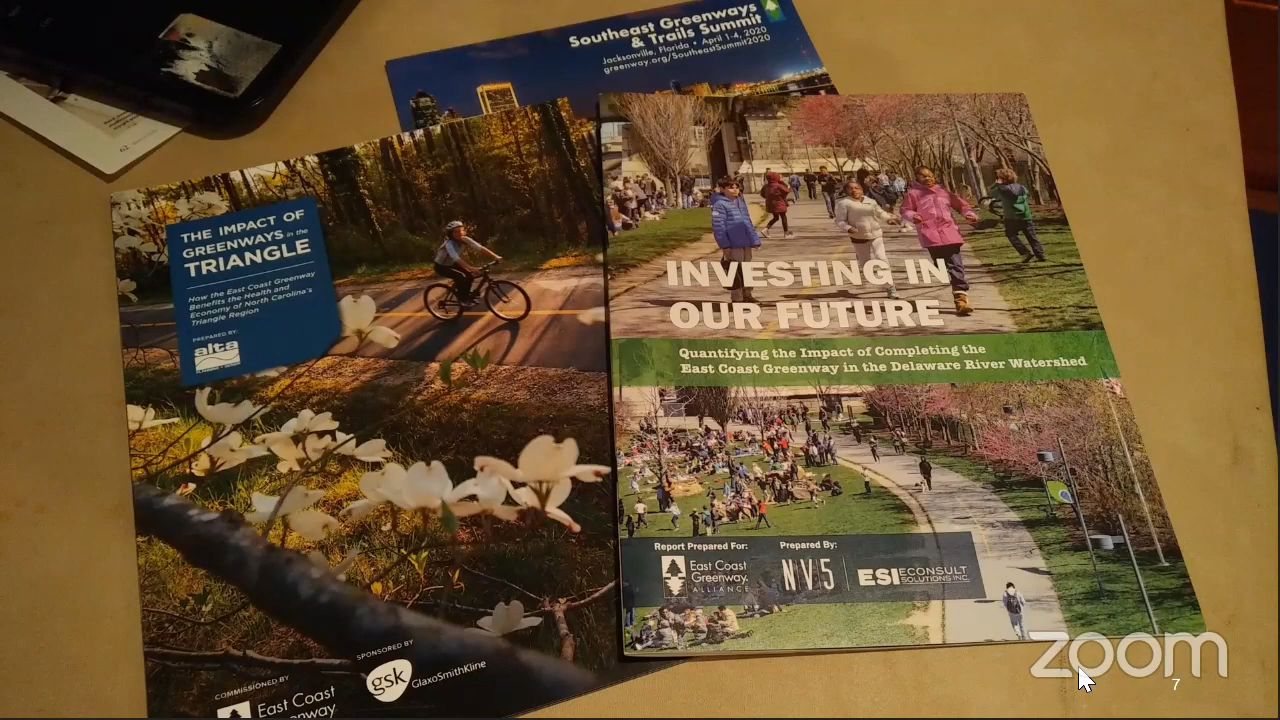 Southeast Greenways
& Trails Summit
Jacksonville, Florida • April 1-4, 2020
greenway.org/SoutheastSummit2020
THE IMPACT OF
GREENWAYS in the
TRIANGLE
How the East Coast Greenway
Benefits the Health and
Economy of North Carolina's
Triangle Region
PREPARED BY:
alta
COMMISSIONED BY
East Coast
SPONSORED BY
gsk
GlaxoSmithKline
INVESTING IN
OUR FUTURE
Quantifying the Impact of Completing the
East Coast Greenway in the Delaware River Watershed
Report Prepared For:
East Coast
Greenway
ALLIANCE
Prepared By:
NV5
ESI ECONSULT
SOLUTIONS INC.
zoom
7